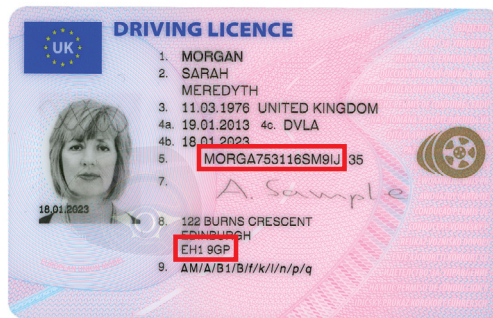 DRIVING LICENCE
UK
1. MORGAN
2. SARAH
MEREDYTH
3. 11.03.1976 UNITED KINGDOM
4a. 19.01.2013 4c. DVLA
4b. 18.01.2023
5. MORGA753116SM9IJ 35
7. A. Sample
18.01.2023
8. 122 BURNS CRESCENT
EDINBURGH
EH1 9GP
9. AM/A/B1/B/f/k/l/n/p/q